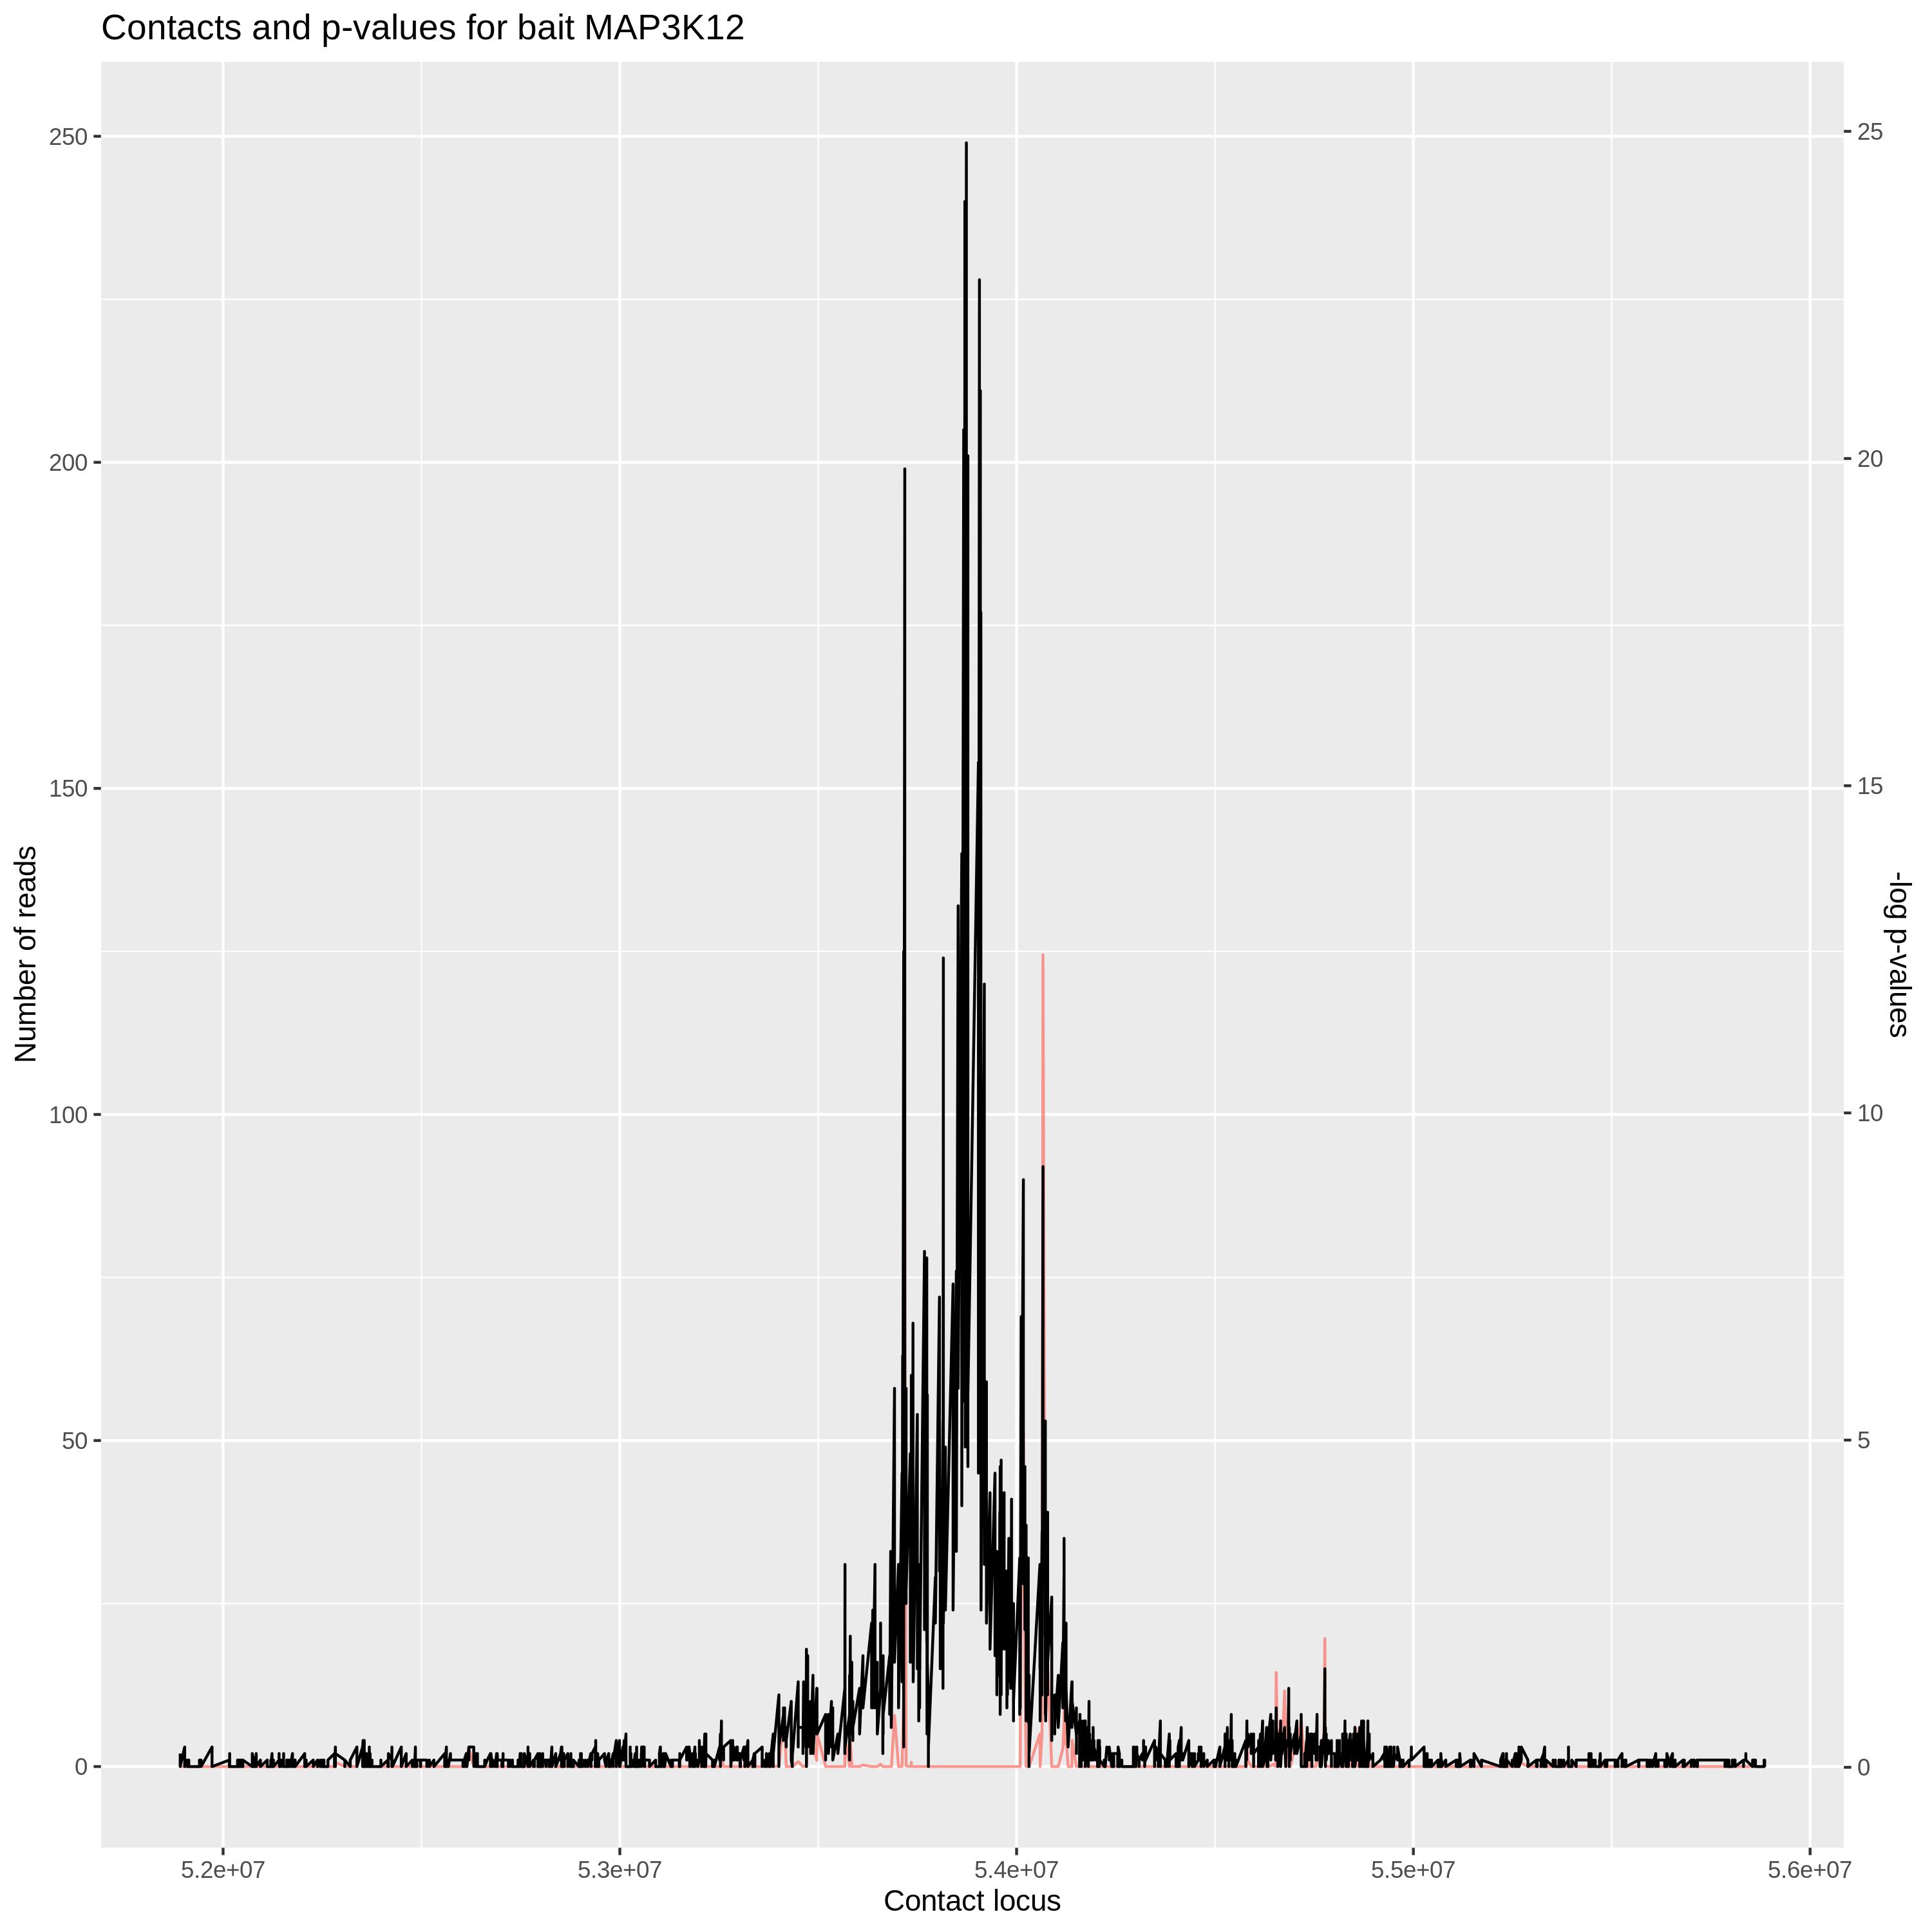 Contacts and p-values for bait MAP3K12
250
200
150
100
50
0
Number of reads
25
20
15
10
5
0
-log p-values
5.2e+07
5.3e+07
5.4e+07
5.5e+07
5.6e+07
Contact locus